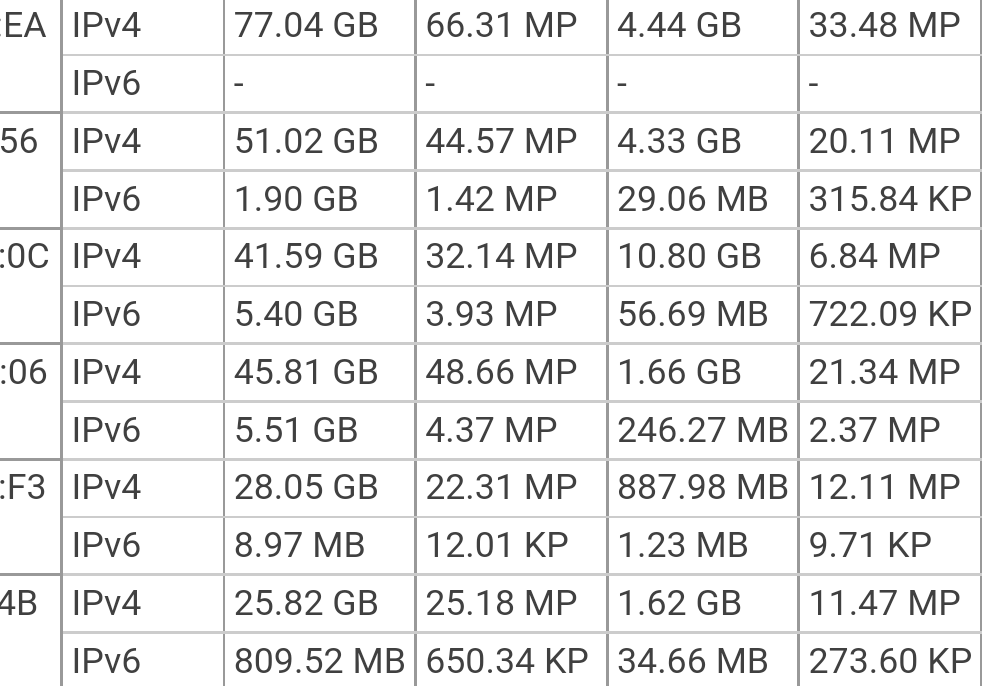 :EA IPv4 77.04 GB 66.31 MP 4.44 GB 33.48 MP
IPv6 - - - -
56 IPv4 51.02 GB 44.57 MP 4.33 GB 20.11 MP
IPv6 1.90 GB 1.42 MP 29.06 MB 315.84 KP
:0C IPv4 41.59 GB 32.14 MP 10.80 GB 6.84 MP
IPv6 5.40 GB 3.93 MP 56.69 MB 722.09 KP
:06 IPv4 45.81 GB 48.66 MP 1.66 GB 21.34 MP
IPv6 5.51 GB 4.37 MP 246.27 MB 2.37 MP
:F3 IPv4 28.05 GB 22.31 MP 887.98 MB 12.11 MP
IPv6 8.97 MB 12.01 KP 1.23 MB 9.71 KP
4B IPv4 25.82 GB 25.18 MP 1.62 GB 11.47 MP
IPv6 809.52 MB 650.34 KP 34.66 MB 273.60 KP